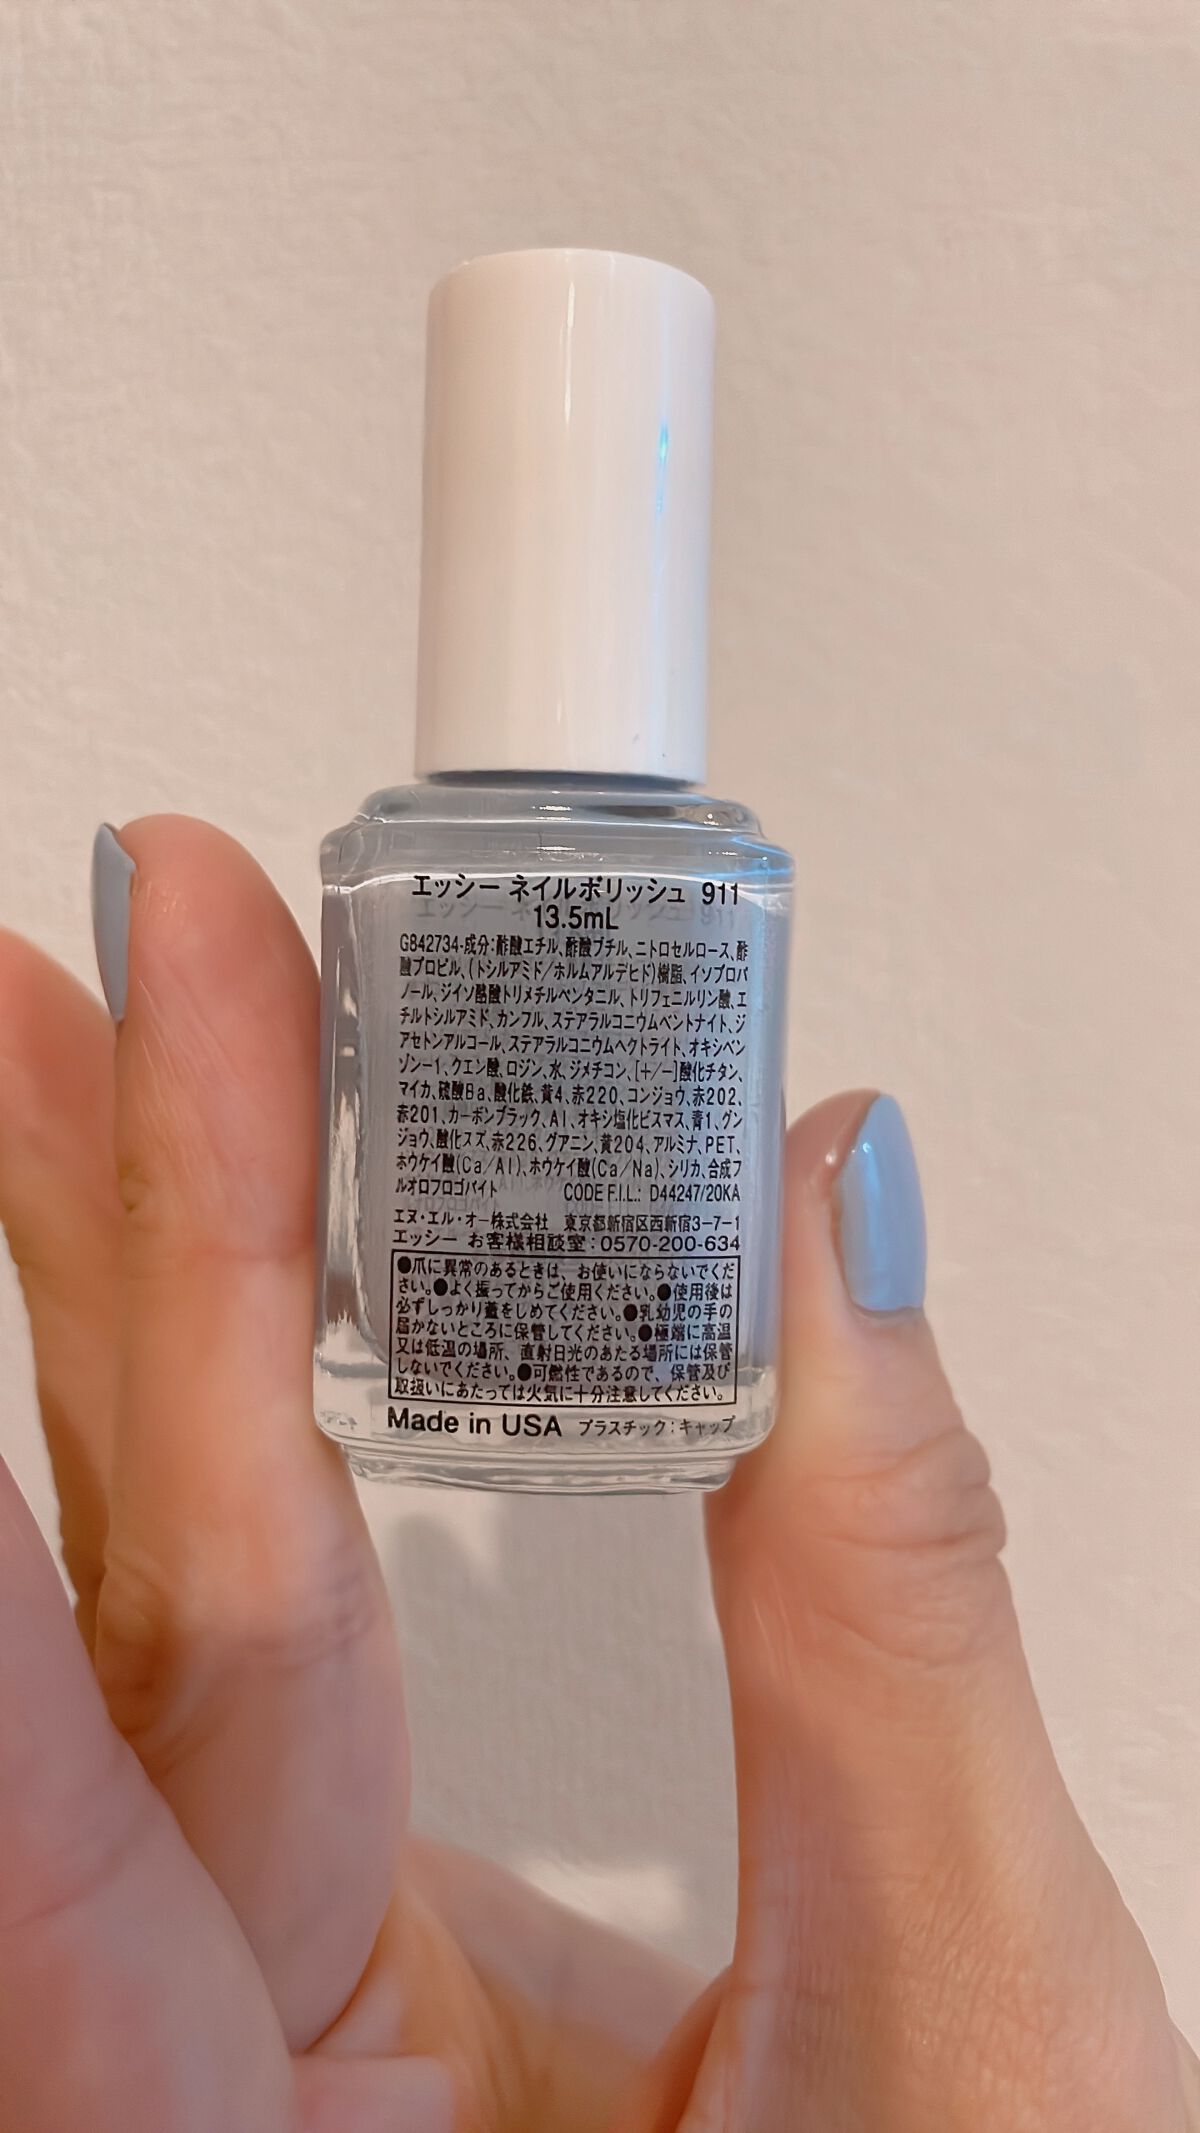 エッシー ネイルポリッシュ 911
13.5mL
G842734-成分:酢酸エチル、酢酸ブチル、ニトロセルロース、酢
酸プロピル、(トシルアミド/ホルムアルデヒド)樹脂、イソプロパ
ノール、ジイソ酪酸トリメチルペンタニル、トリフェニルリン酸、エ
チルトシルアミド、カンフル、ステアラルコニウムベントナイト、ジ
アセトンアルコール、ステアラルコニウムヘクトライト、オキシベン
ゾン-1、クエン酸、ロジン、水、ジメチコン、[+/-]酸化チタン、
マイカ、硫酸Ba、酸化鉄、黄4、赤220、コンジョウ、赤202、
赤201、カーボンブラック、Al、オキシ塩化ビスマス、青1、グン
ジョウ、酸化スズ、赤226、グアニン、黄204、アルミナ、PET、
ホウケイ酸(Ca/Al)、ホウケイ酸(Ca/Na)、シリカ、合成フ
ルオロフロゴパイト CODE F.I.L.: D44247/20KA
エヌ・エル・オー株式会社 東京都新宿区西新宿3-7-1
エッシー お客様相談室:0570-200-634
●爪に異常のあるときは、お使いにならないでくだ
さい。●よく振ってからご使用ください。●使用後は
必ずしっかり蓋をしめてください。●乳幼児の手の
届かないところに保管してください。●極端に高温
又は低温の場所、直射日光のあたる場所には保管
しないでください。●可燃性であるので、保管及び
取扱いにあたっては火気に十分注意してください。
Made in USA プラスチック:キャップ